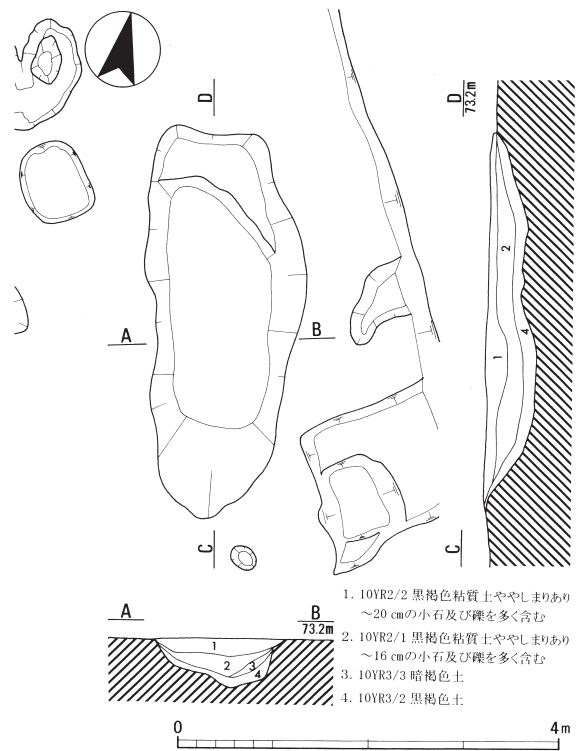 D
D
73.2m
2
A
B
4
1
C
C
A
B
73.2m
1
2
3
4
1. 10YR2/2 黒褐色粘質土ややしまりあり
～20㎝の小石及び礫を多く含む
2. 10YR2/1 黒褐色粘質土ややしまりあり
～16㎝の小石及び礫を多く含む
3. 10YR3/3 暗褐色土
4. 10YR3/2 黒褐色土
0
4m